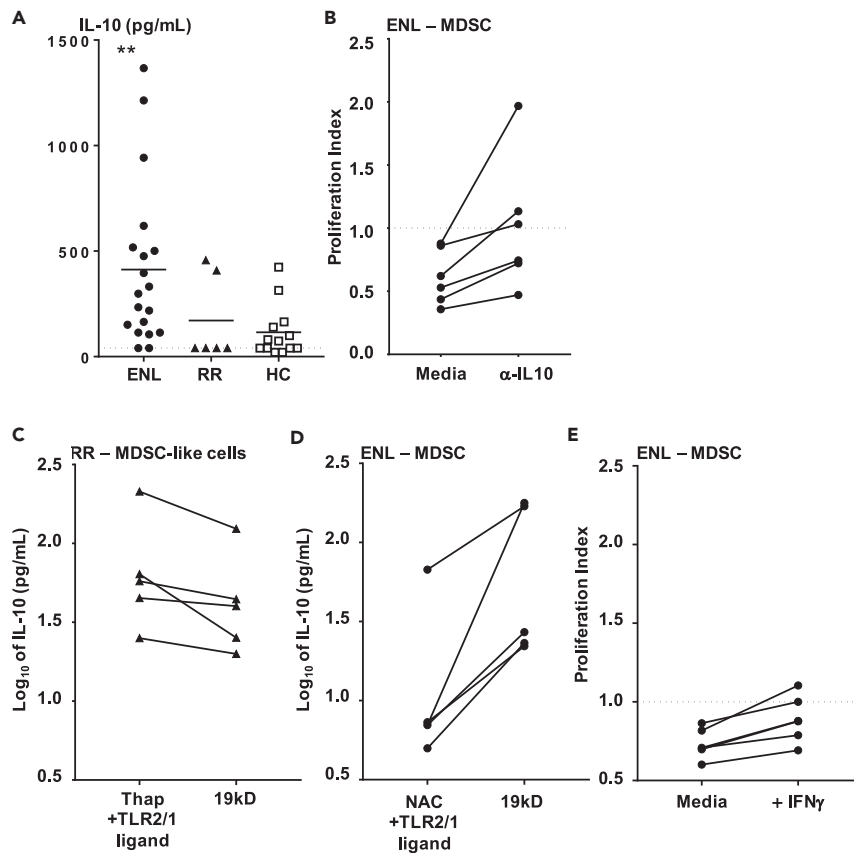 A
IL-10 (pg/mL)
1500
1000
500
0
**
ENL RR HC
B
ENL – MDSC
Proliferation Index
2.5
2.0
1.5
1.0
0.5
0.0
Media α-IL10
C
RR – MDSC-like cells
Log10 of IL-10 (pg/mL)
2.5
2.0
1.5
1.0
0.5
Thap 19kD
+TLR2/1
ligand
D
ENL – MDSC
Log10 of IL-10 (pg/mL)
2.5
2.0
1.5
1.0
0.5
NAC 19kD
+TLR2/1
ligand
E
ENL – MDSC
Proliferation Index
2.5
2.0
1.5
1.0
0.5
Media + IFNγ